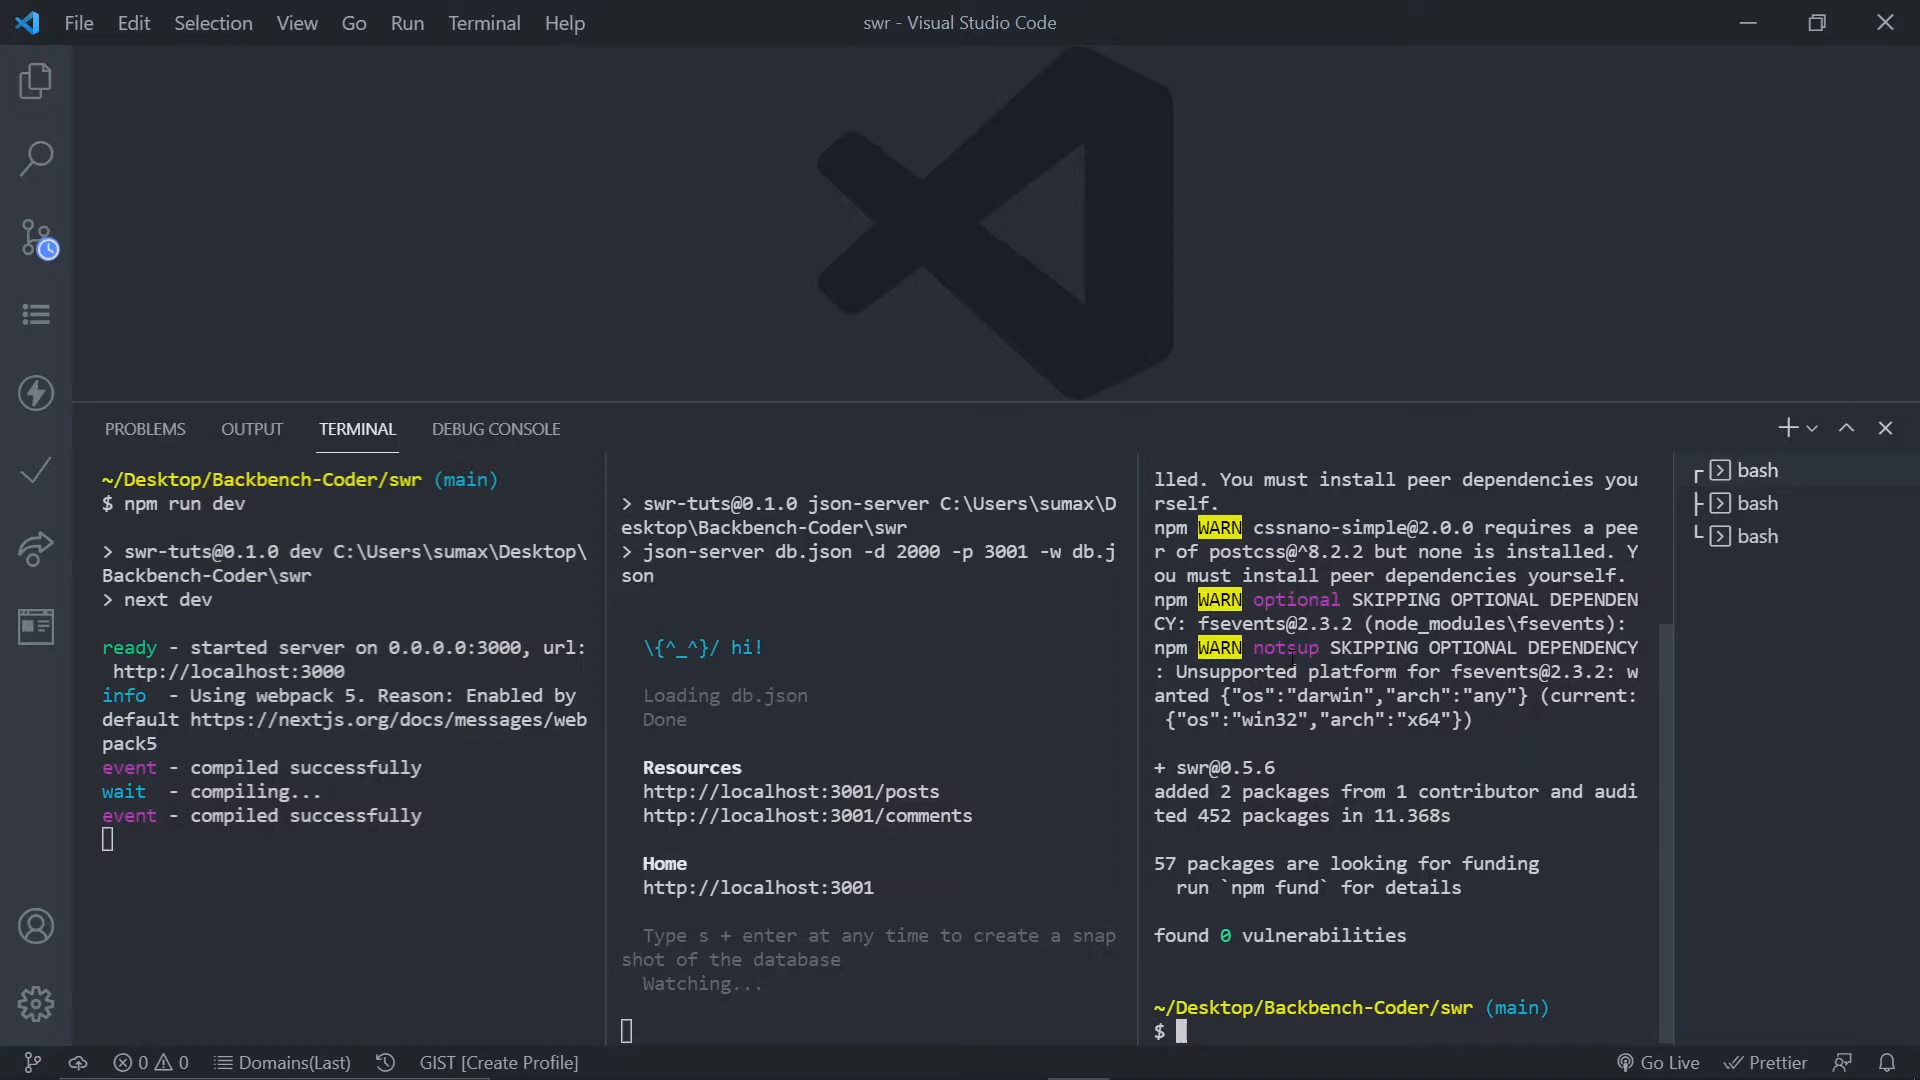 File Edit Selection View Go Run Terminal Help
swr - Visual Studio Code
PROBLEMS OUTPUT TERMINAL DEBUG CONSOLE
~/Desktop/Backbench-Coder/swr (main)
$ npm run dev
> swr-tuts@0.1.0 dev C:\Users\sumax\Desktop\
Backbench-Coder\swr
> next dev
ready - started server on 0.0.0.0:3000, url:
http://localhost:3000
info - Using webpack 5. Reason: Enabled by
default https://nextjs.org/docs/messages/web
pack5
event - compiled successfully
wait - compiling...
event - compiled successfully
> swr-tuts@0.1.0 json-server C:\Users\sumax\D
esktop\Backbench-Coder\swr
> json-server db.json -d 2000 -p 3001 -w db.j
son
\{^_^}/ hi!
Loading db.json
Done
Resources
http://localhost:3001/posts
http://localhost:3001/comments
Home
http://localhost:3001
Type s + enter at any time to create a snap
shot of the database
Watching...
lled. You must install peer dependencies you
rself.
npm WARN cssnano-simple@2.0.0 requires a pee
r of postcss@^8.2.2 but none is installed. Y
ou must install peer dependencies yourself.
npm WARN optional SKIPPING OPTIONAL DEPENDEN
CY: fsevents@2.3.2 (node_modules\fsevents):
npm WARN notsup SKIPPING OPTIONAL DEPENDENCY
: Unsupported platform for fsevents@2.3.2: w
anted {"os":"darwin","arch":"any"} (current:
{"os":"win32","arch":"x64"})
+ swr@0.5.6
added 2 packages from 1 contributor and audi
ted 452 packages in 11.368s
57 packages are looking for funding
run `npm fund` for details
found 0 vulnerabilities
~/Desktop/Backbench-Coder/swr (main)
$
bash
bash
bash
0 0 Domains(Last) GIST [Create Profile]
Go Live Prettier